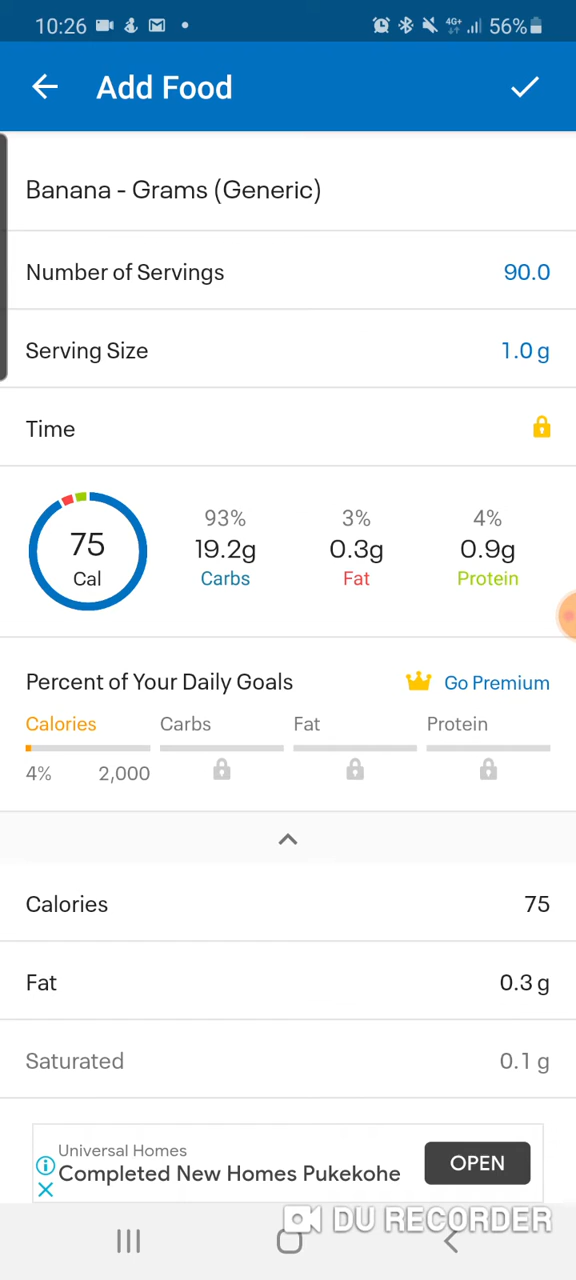 10:26 4G+ 56%
Add Food
Banana - Grams (Generic)
Number of Servings 90.0
Serving Size 1.0 g
Time
75
Cal
93% 3% 4%
19.2g 0.3g 0.9g
Carbs Fat Protein
Percent of Your Daily Goals Go Premium
Calories Carbs Fat Protein
4% 2,000
Calories 75
Fat 0.3 g
Saturated 0.1 g
Universal Homes
Completed New Homes Pukekohe
OPEN
DU RECORDER